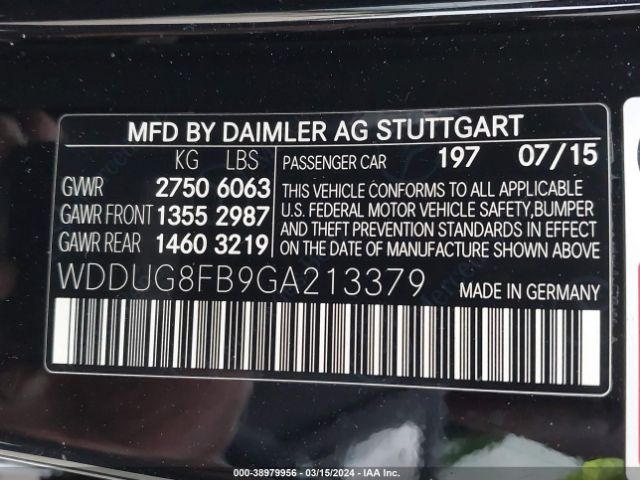 MFD BY DAIMLER AG STUTTGART
KG LBS
PASSENGER CAR 197 07/15
GVWR 2750 6063
GAWR FRONT 1355 2987
GAWR REAR 1460 3219
THIS VEHICLE CONFORMS TO ALL APPLICABLE
U.S. FEDERAL MOTOR VEHICLE SAFETY,BUMPER
AND THEFT PREVENTION STANDARDS IN EFFECT
ON THE DATE OF MANUFACTURE SHOWN ABOVE
WDDUG8FB9GA213379 MADE IN GERMANY
000-38979956 - 03/15/2024 - IAA Inc.